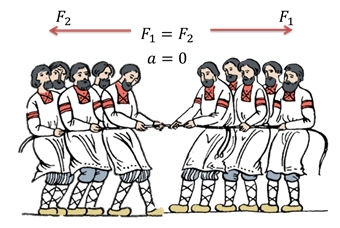 F₂ F₁
F₁ = F₂
a = 0